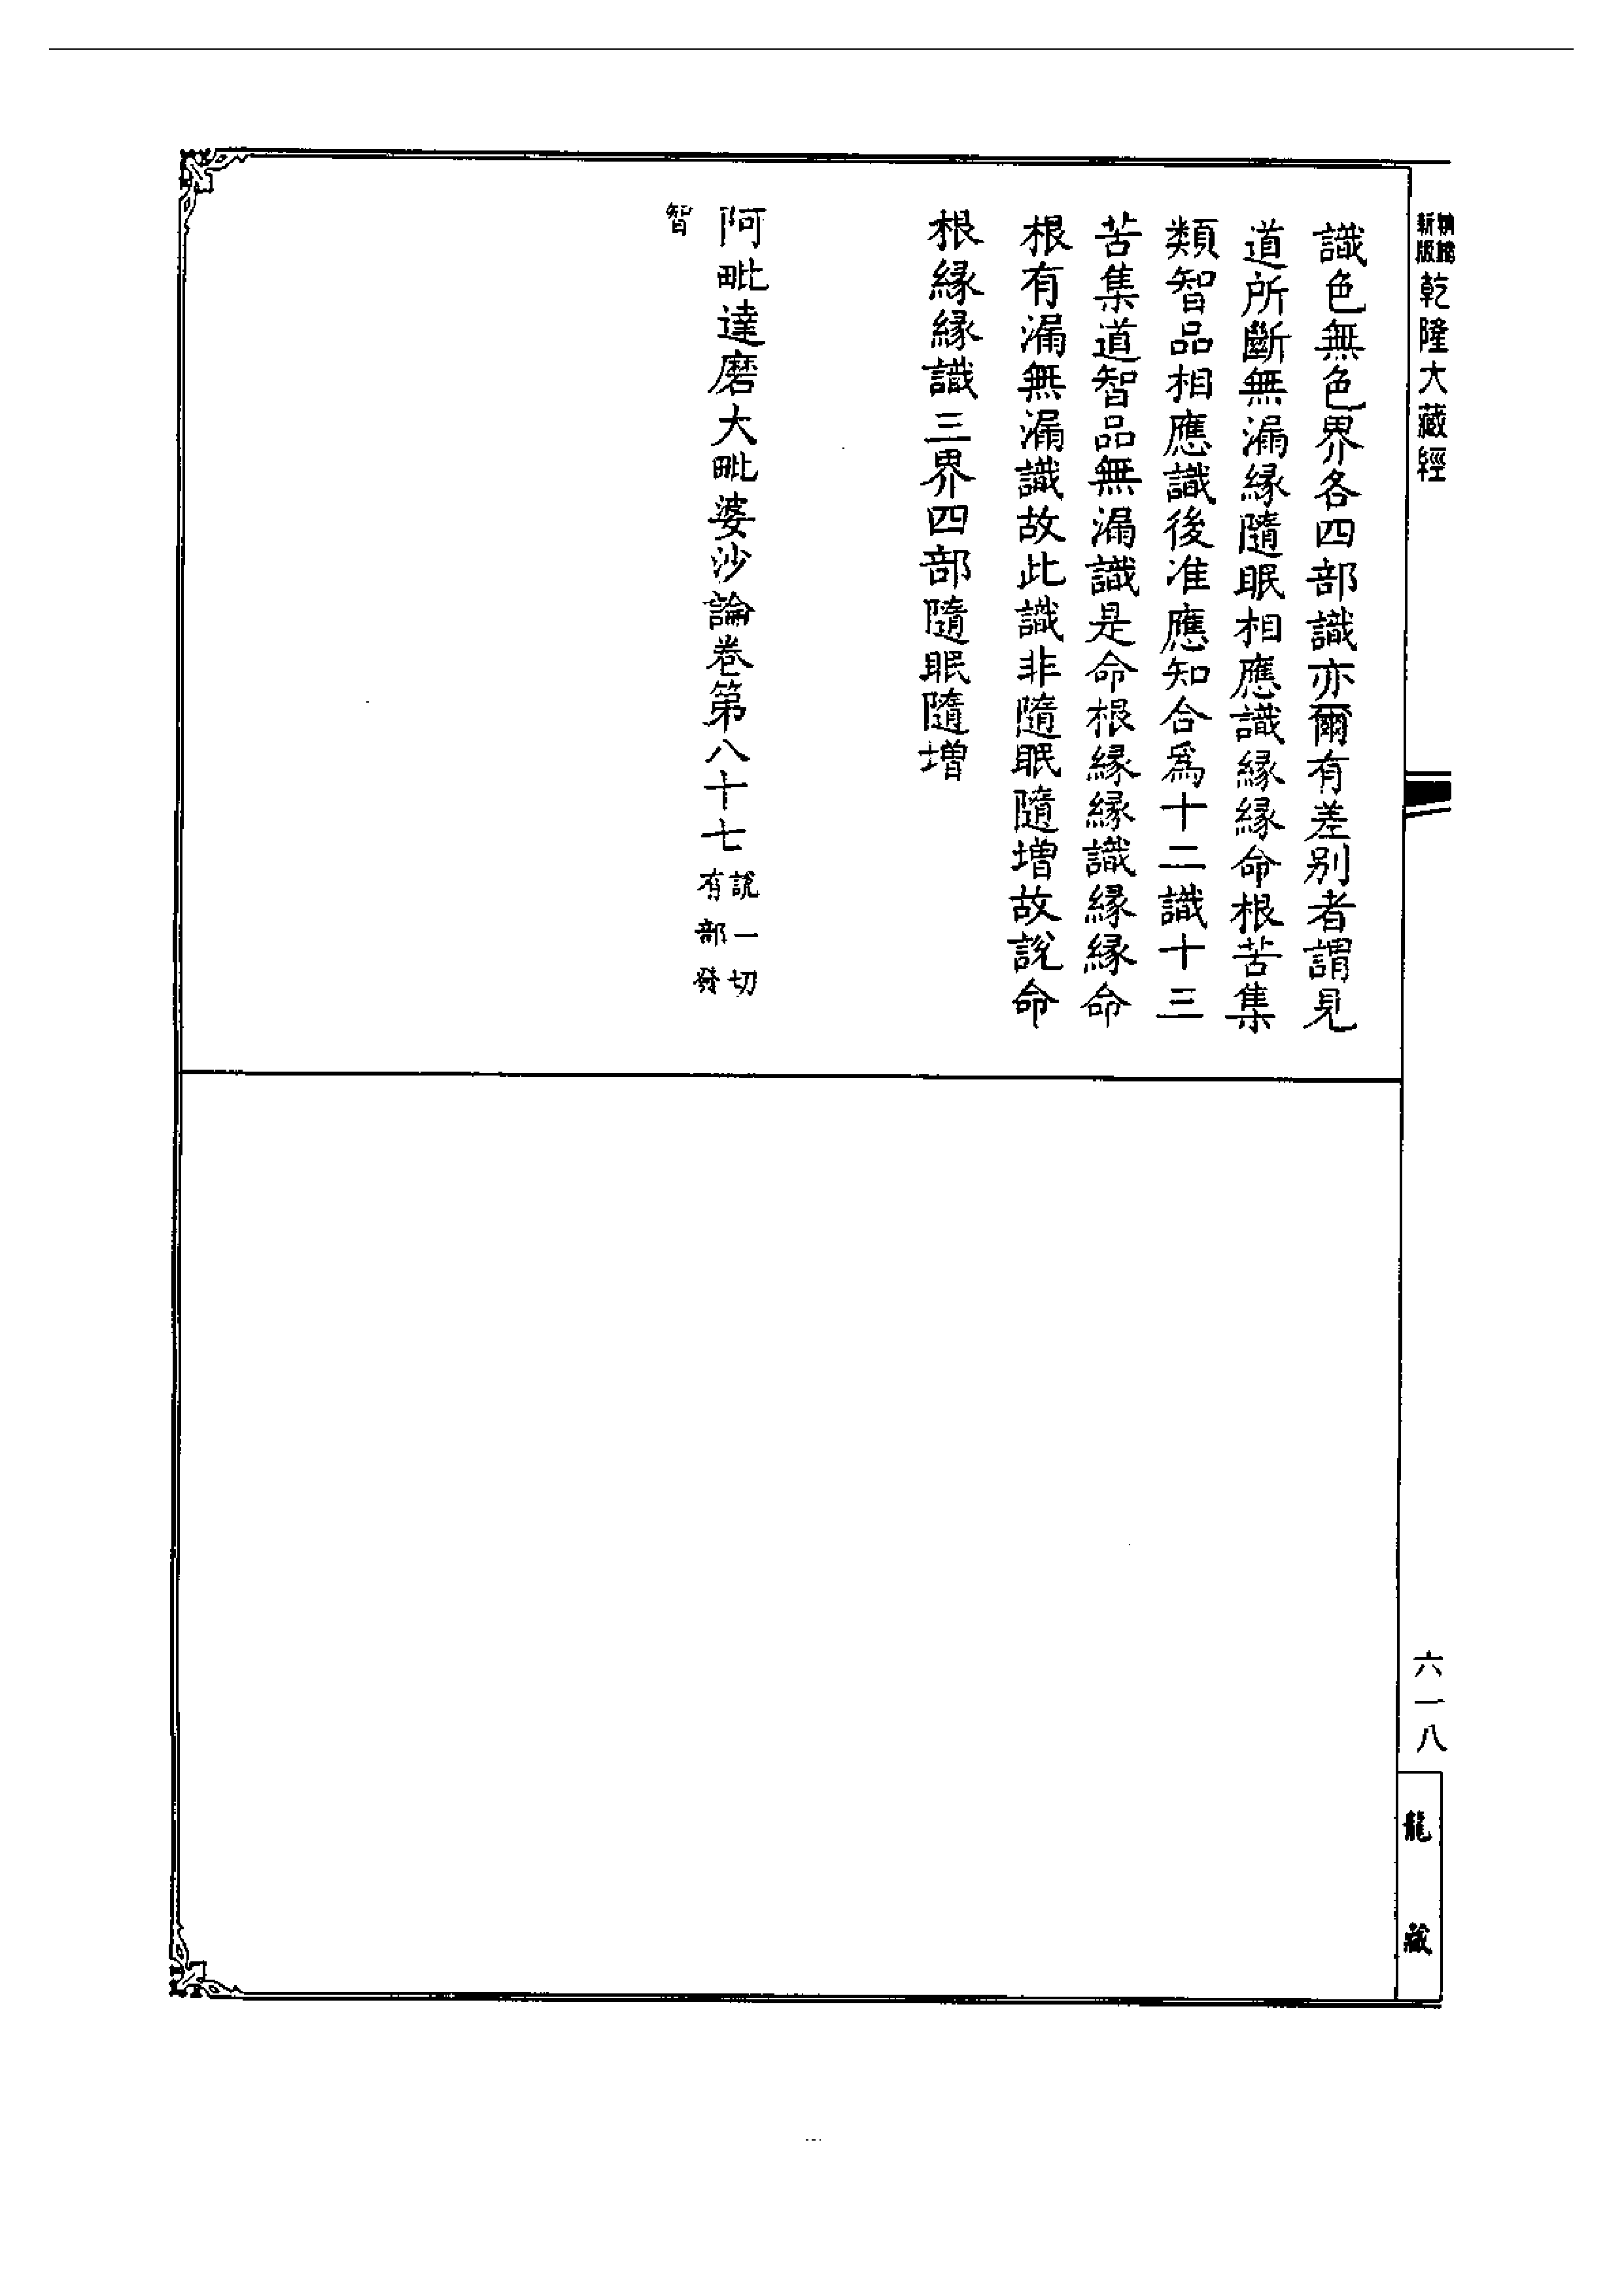 新版
乾隆大藏經
識色無色界各四部識亦爾有差別者謂見
道所斷無漏緣隨眠相應識緣緣命根苦集
類智品相應識後准應知合為十二識十三
苦集道智品無漏識是命根緣緣識緣緣命
根有漏無漏識故此識非隨眠隨增故說命
根緣緣識三界四部隨眠隨增
阿毗達磨大毗婆沙論卷第八十七
說一切
有部發
智
六一八
龍藏